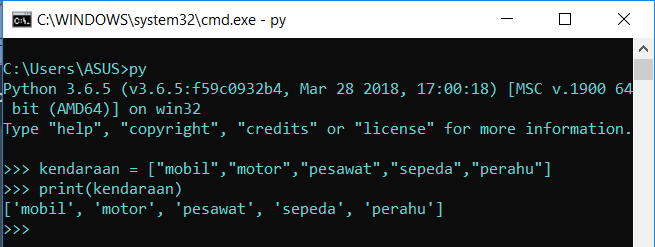 C:\WINDOWS\system32\cmd.exe - py
C:\Users\ASUS>py
Python 3.6.5 (v3.6.5:f59c0932b4, Mar 28 2018, 17:00:18) [MSC v.1900 64
 bit (AMD64)] on win32
Type "help", "copyright", "credits" or "license" for more information.
>>> kendaraan = ["mobil","motor","pesawat","sepeda","perahu"]
>>> print(kendaraan)
['mobil', 'motor', 'pesawat', 'sepeda', 'perahu']
>>>